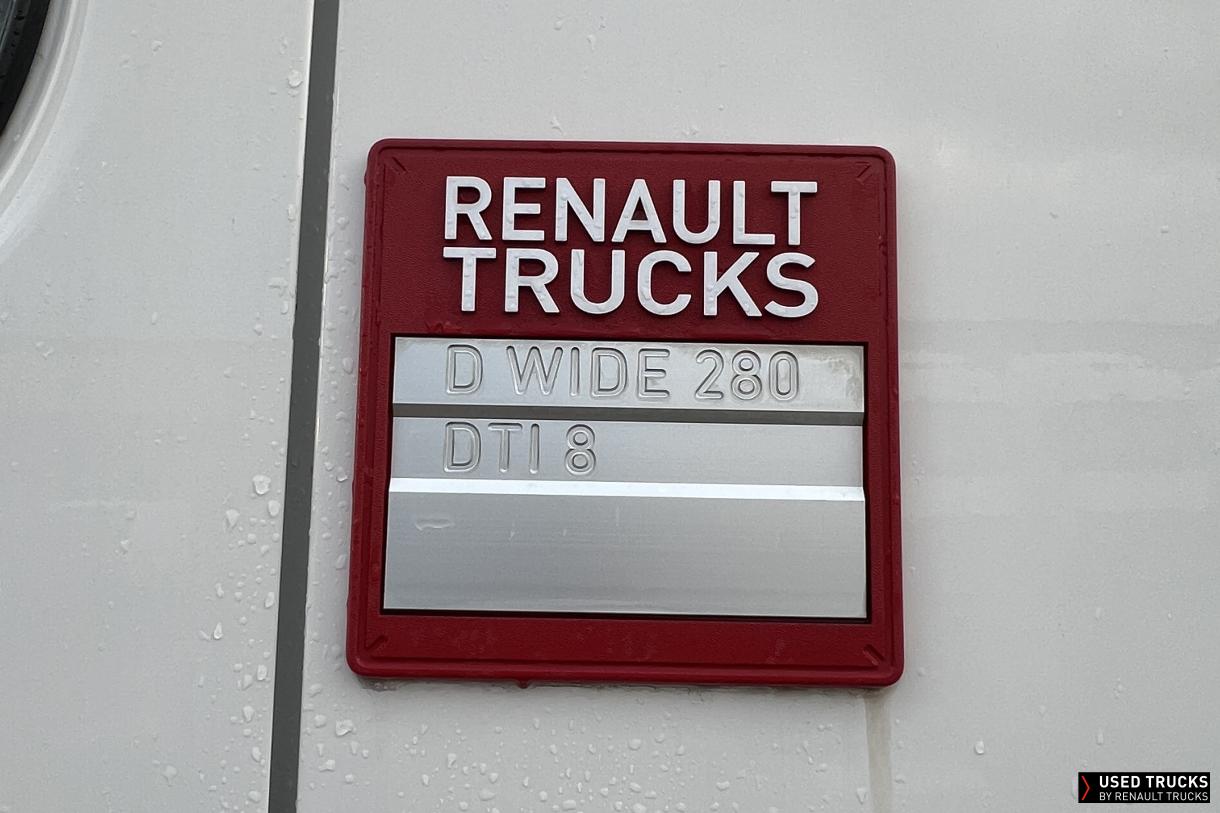 RENAULT
TRUCKS
D WIDE 280
DTI 8
USED TRUCKS
BY RENAULT TRUCKS